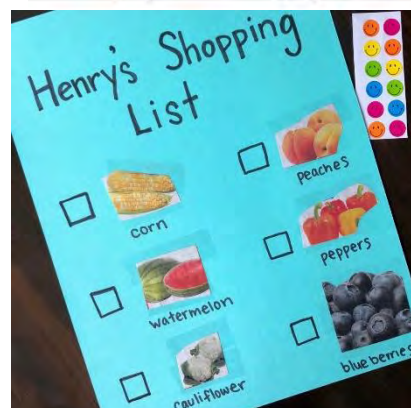 Henry's Shopping
List
corn
peaches
watermelon
peppers
cauliflower
blueberries